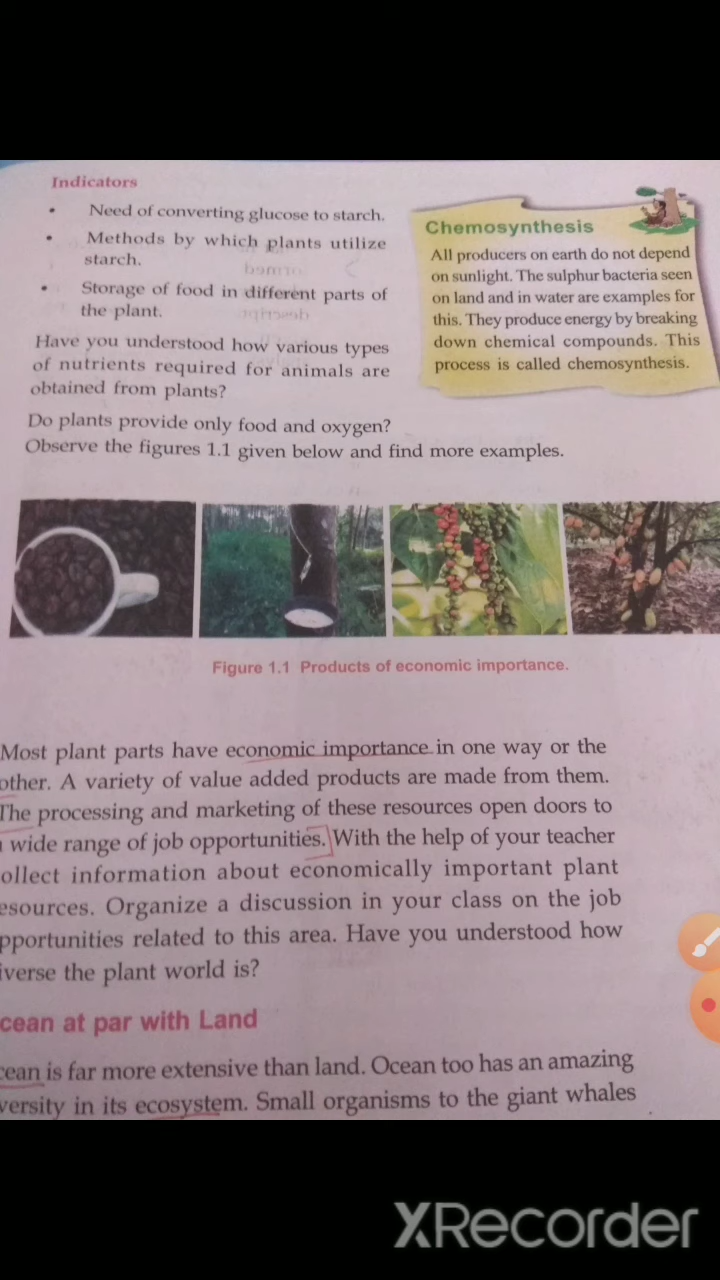 Indicators
• Need of converting glucose to starch.
• Methods by which plants utilize
starch.
• Storage of food in different parts of
the plant.
Have you understood how various types
of nutrients required for animals are
obtained from plants?
Chemosynthesis
All producers on earth do not depend
on sunlight. The sulphur bacteria seen
on land and in water are examples for
this. They produce energy by breaking
down chemical compounds. This
process is called chemosynthesis.
Do plants provide only food and oxygen?
Observe the figures 1.1 given below and find more examples.
Figure 1.1 Products of economic importance.
Most plant parts have economic importance in one way or the
other. A variety of value added products are made from them.
The processing and marketing of these resources open doors to
wide range of job opportunities. With the help of your teacher
ollect information about economically important plant
esources. Organize a discussion in your class on the job
pportunities related to this area. Have you understood how
iverse the plant world is?
cean at par with Land
cean is far more extensive than land. Ocean too has an amazing
versity in its ecosystem. Small organisms to the giant whales
XRecorder